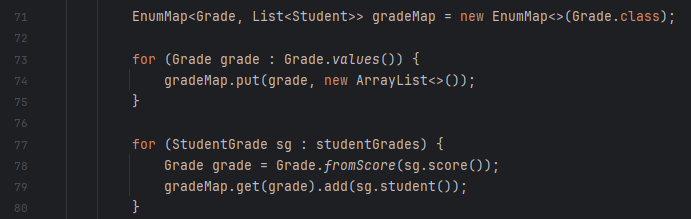 71 EnumMap<Grade, List<Student>> gradeMap = new EnumMap<>(Grade.class);
72
73 for (Grade grade : Grade.values()) {
74 gradeMap.put(grade, new ArrayList<>());
75 }
76
77 for (StudentGrade sg : studentGrades) {
78 Grade grade = Grade.fromScore(sg.score());
79 gradeMap.get(grade).add(sg.student());
80 }